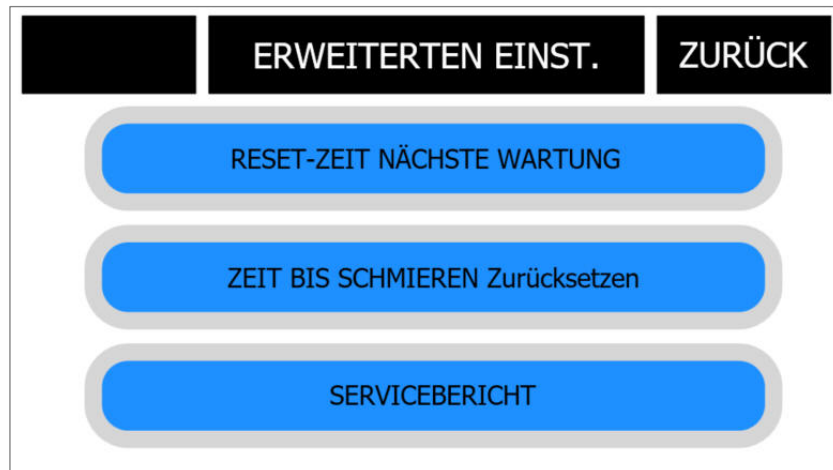 ERWEITERTEN EINST.
ZURÜCK
RESET-ZEIT NÄCHSTE WARTUNG
ZEIT BIS SCHMIEREN Zurücksetzen
SERVICEBERICHT